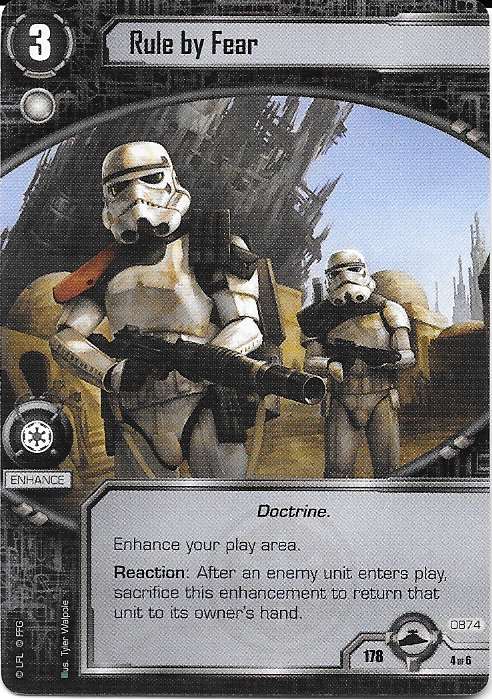 3
Rule by Fear
ENHANCE
Doctrine.
Enhance your play area.
Reaction: After an enemy unit enters play,
sacrifice this enhancement to return that
unit to its owner's hand.
0874
178
4 OF 6
© LFL © FFG
Illus. Tyler Walpole